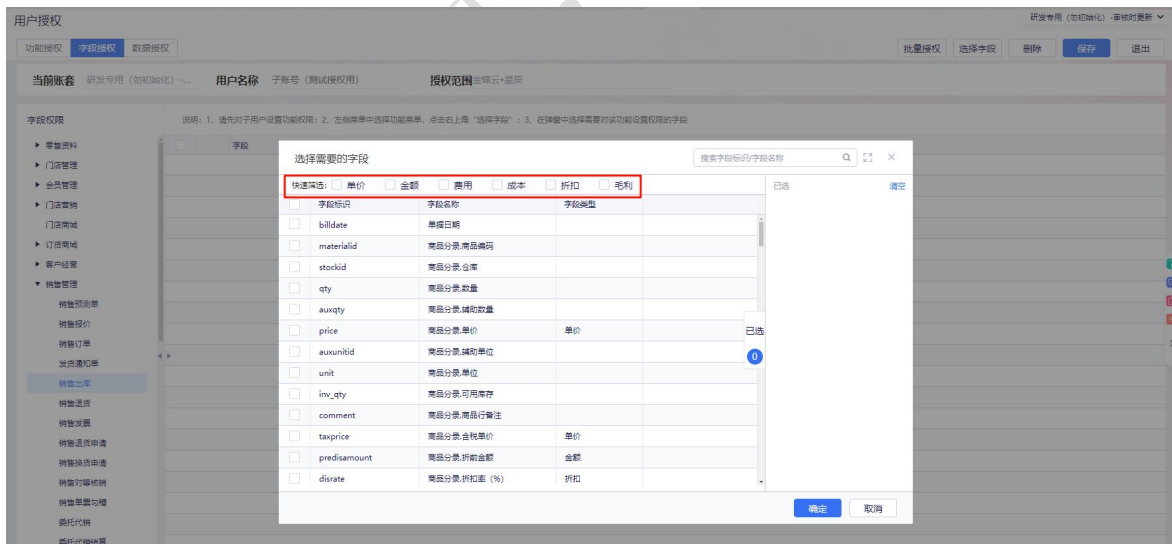 用户授权
研发专用（勿初始化）-审核时更新
功能授权 字段授权 数据授权
批量授权 选择字段 删除 保存 退出
当前账套 研发专用（勿初始化）-... 用户名称 子账号（测试授权用） 授权范围 金蝶云•星辰
字段权限
说明：1、请先对子用户设置功能权限；2、左侧菜单中选择功能菜单，点击右上角“选择字段”；3、在弹窗中选择需要对该功能设置权限的字段
零售资料
门店管理
会员管理
门店营销
门店商城
订货商城
客户经营
销售管理
销售预测单
销售报价
销售订单
发货通知单
销售出库
销售退货
销售发票
销售退货申请
销售换货申请
销售对等核销
销售单票勾稽
委托代销
委托代销结算
字段
选择需要的字段
搜索字段标识/字段名称
快速筛选： 单价 金额 费用 成本 折扣 毛利
已选 清空
字段标识 字段名称 字段类型
billdate 单据日期
materialid 商品分录.商品编码
stockid 商品分录.仓库
qty 商品分录.数量
auxqty 商品分录.辅助数量
price 商品分录.单价 单价
auxunitid 商品分录.辅助单位
unit 商品分录.单位
inv_qty 商品分录.可用库存
comment 商品分录.商品行备注
taxprice 商品分录.含税单价 单价
predisamount 商品分录.折前金额 金额
disrate 商品分录.折扣率（%） 折扣
已选
0
确定 取消